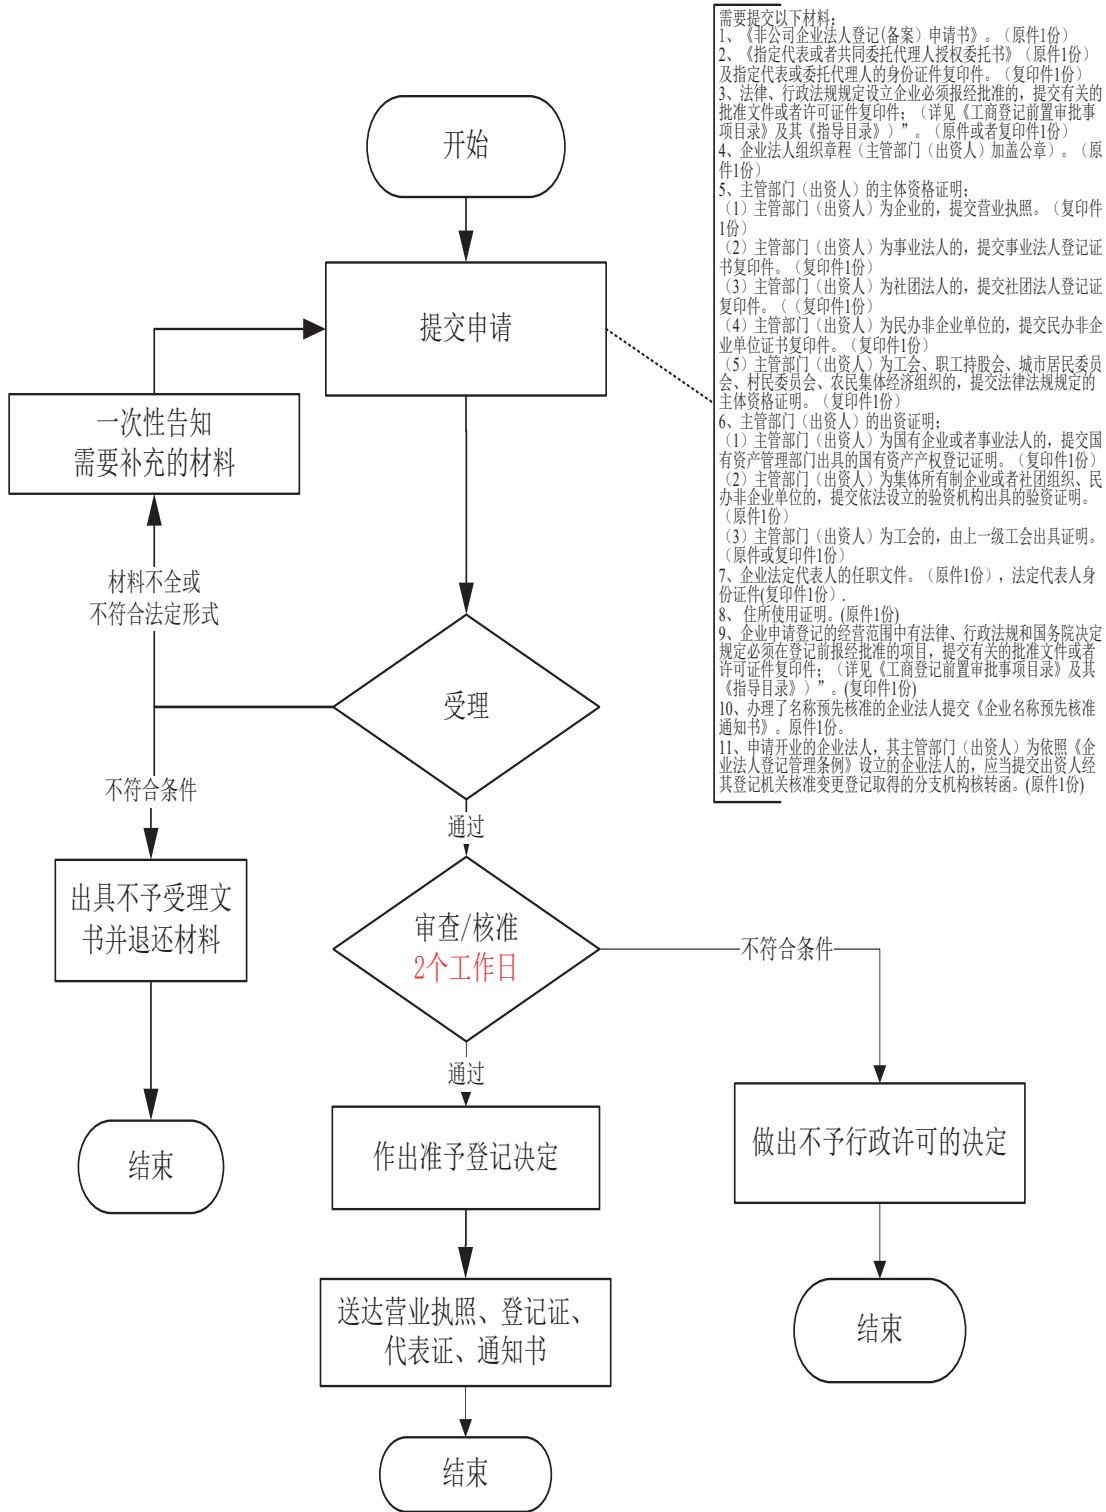 开始
提交申请
一次性告知
需要补充的材料
材料不全或
不符合法定形式
受理
不符合条件
通过
出具不予受理文
书并退还材料
审查/核准
2个工作日
不符合条件
通过
结束
作出准予登记决定
做出不予行政许可的决定
送达营业执照、登记证、
代表证、通知书
结束
结束
需要提交以下材料:
1、《非公司企业法人登记(备案）申请书》。（原件1份）
2、《指定代表或者共同委托代理人授权委托书》（原件1份）
及指定代表或委托代理人的身份证件复印件。（复印件1份）
3、法律、行政法规规定设立企业必须报经批准的，提交有关的
批准文件或者许可证件复印件；（详见《工商登记前置审批事
项目录》及其《指导目录》）”。（原件或者复印件1份）
4、企业法人组织章程（主管部门（出资人）加盖公章）。（原
件1份）
5、主管部门（出资人）的主体资格证明；
（1）主管部门（出资人）为企业的，提交营业执照。（复印件
1份）
（2）主管部门（出资人）为事业法人的，提交事业法人登记证
书复印件。（复印件1份）
（3）主管部门（出资人）为社团法人的，提交社团法人登记证
复印件。（（复印件1份）
（4）主管部门（出资人）为民办非企业单位的，提交民办非企
业单位证书复印件。（复印件1份）
（5）主管部门（出资人）为工会、职工持股会、城市居民委员
会、村民委员会、农民集体经济组织的，提交法律法规规定的
主体资格证明。（复印件1份）
6、主管部门（出资人）的出资证明；
（1）主管部门（出资人）为国有企业或者事业法人的，提交国
有资产管理部门出具的国有资产产权登记证明。（复印件1份）
（2）主管部门（出资人）为集体所有制企业或者社团组织、民
办非企业单位的，提交依法设立的验资机构出具的验资证明。
（原件1份）
（3）主管部门（出资人）为工会的，由上一级工会出具证明。
（原件或复印件1份）
7、企业法定代表人的任职文件。（原件1份），法定代表人身
份证件(复印件1份）.
8、 住所使用证明。(原件1份)
9、企业申请登记的经营范围中有法律、行政法规和国务院决定
规定必须在登记前报经批准的项目，提交有关的批准文件或者
许可证件复印件；（详见《工商登记前置审批事项目录》及其
《指导目录》）”。(复印件1份)
10、办理了名称预先核准的企业法人提交《企业名称预先核准
通知书》。原件1份。
11、申请开业的企业法人，其主管部门（出资人）为依照《企
业法人登记管理条例》设立的企业法人的，应当提交出资人经
其登记机关核准变更登记取得的分支机构核转函。(原件1份)